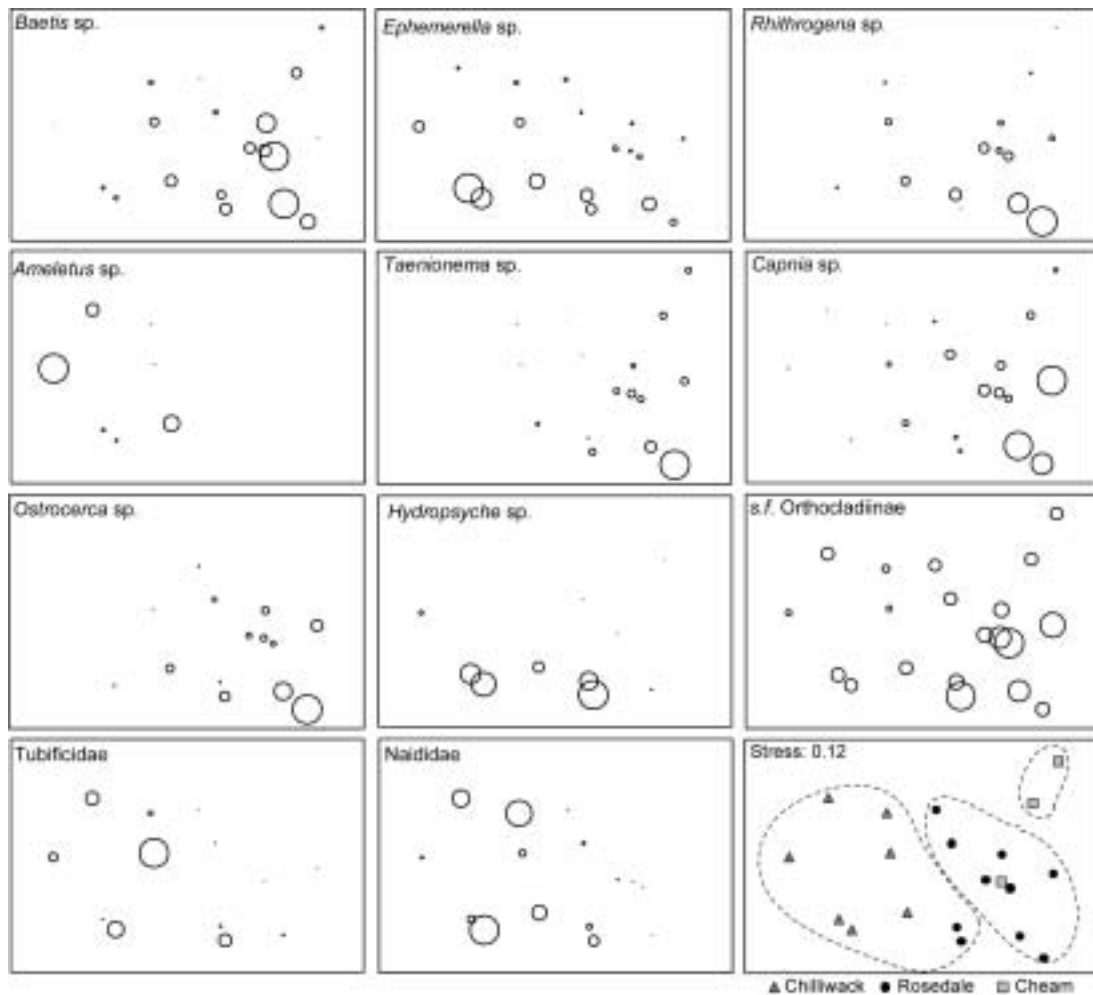 Baetis sp.
Ephemerella sp.
Rhithrogena sp.
Ameletus sp.
Taenionema sp.
Capnia sp.
Ostrocerca sp.
Hydropsyche sp.
s.f. Orthocladiinae
Tubificidae
Naididae
Stress: 0.12
Chilliwack Rosedale Cheam